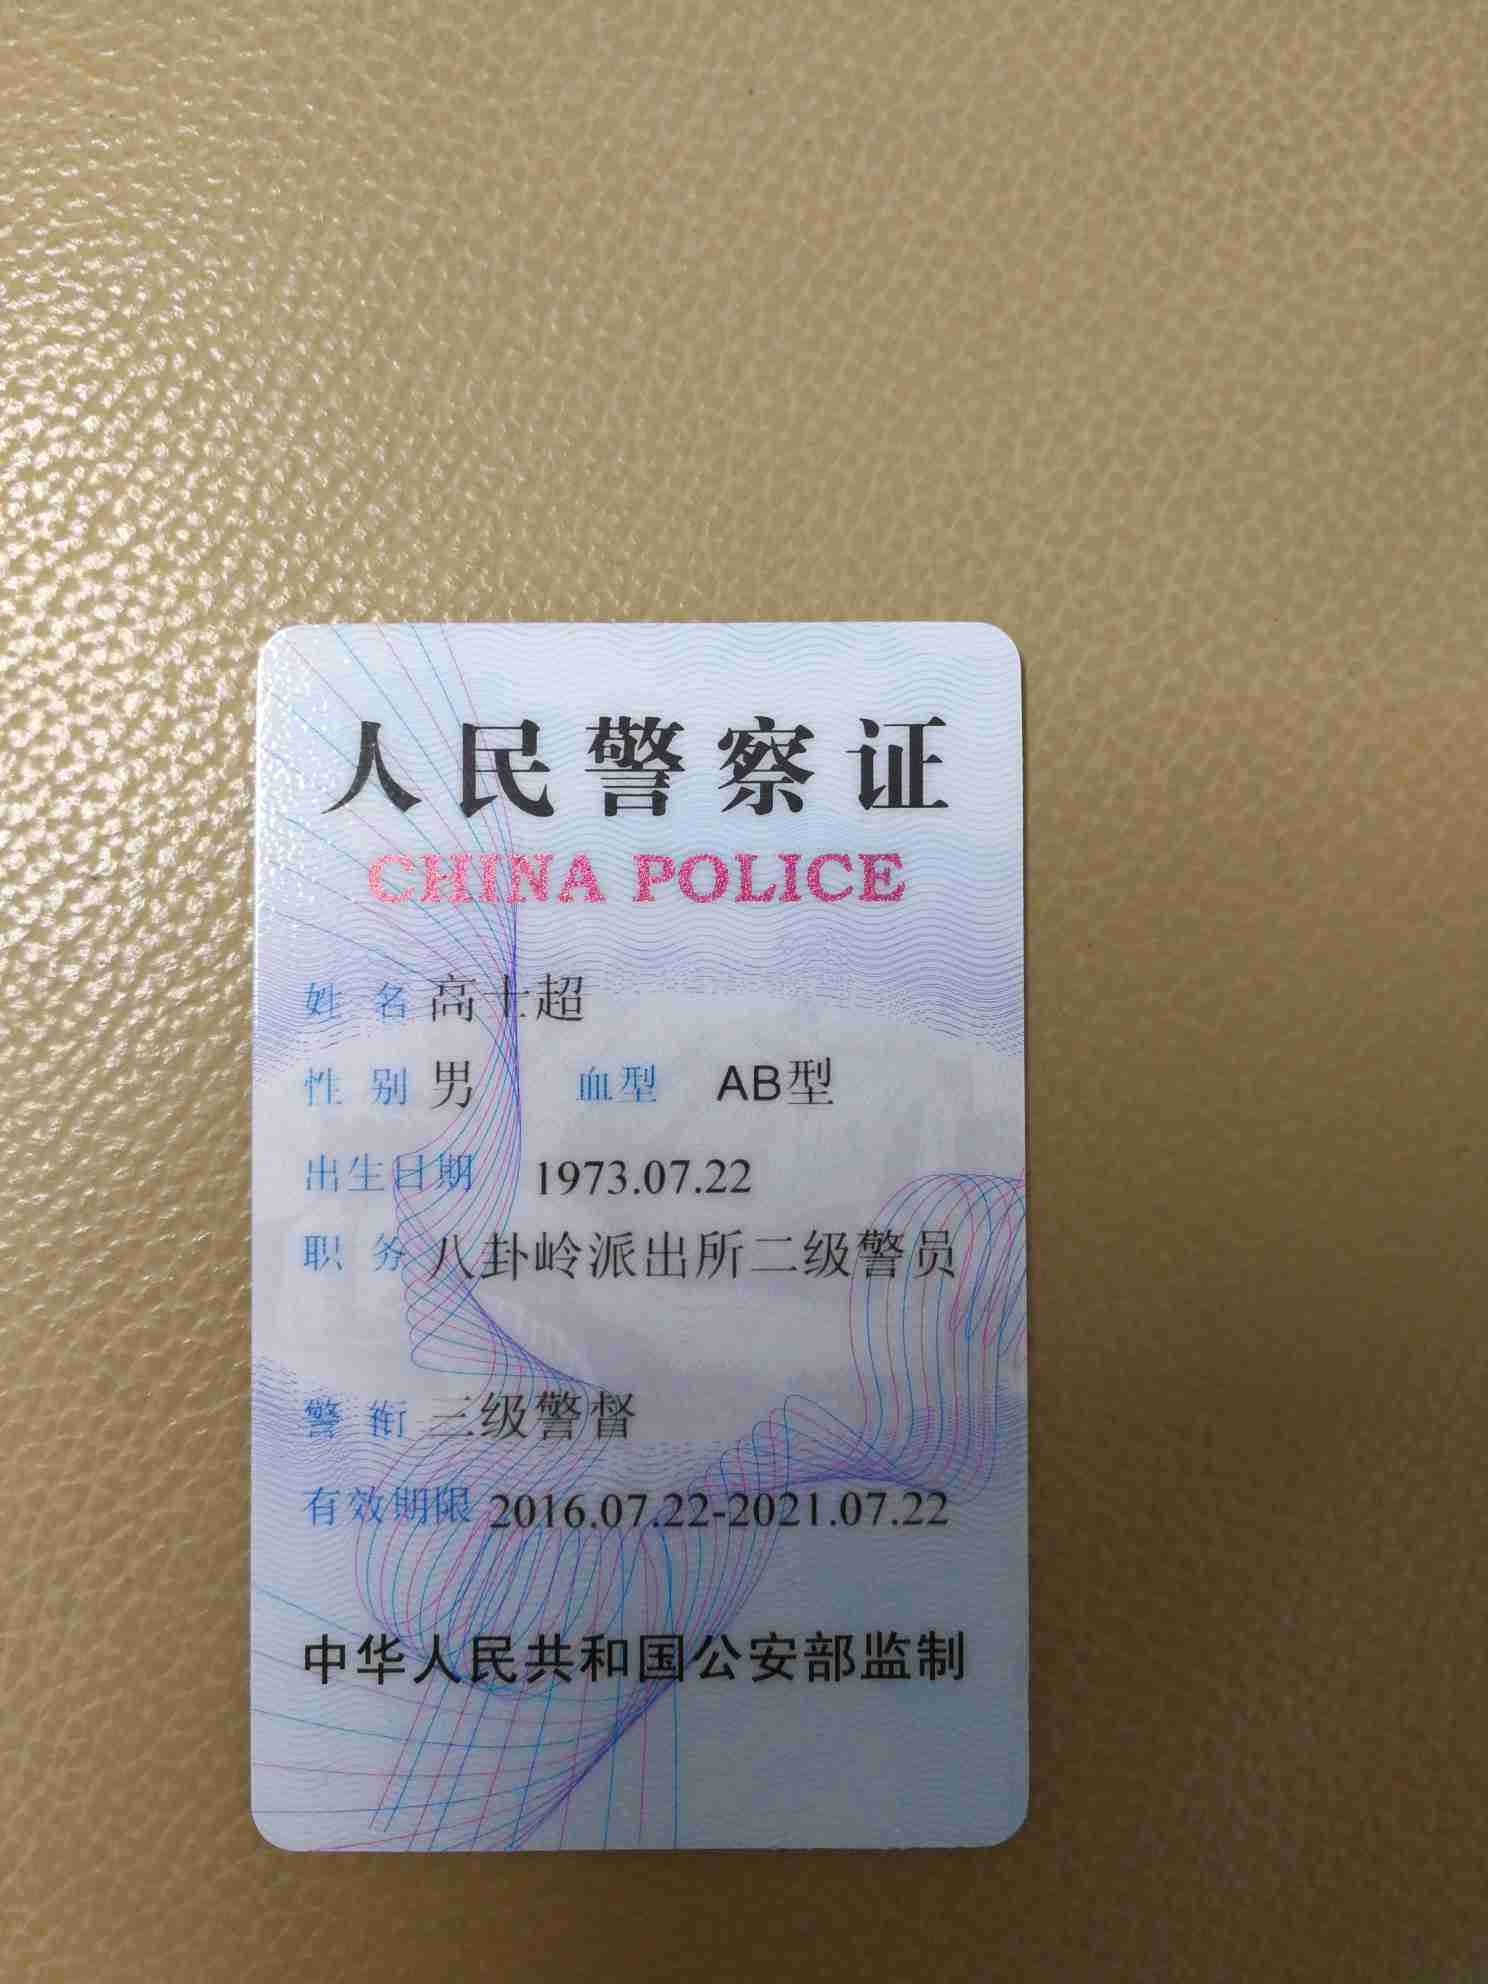 人民警察证
CHINA POLICE
姓 名 高士超
性 别 男 血型 AB型
出生日期 1973.07.22
职 务 八卦岭派出所二级警员
警 衔 三级警督
有效期限 2016.07.22-2021.07.22
中华人民共和国公安部监制